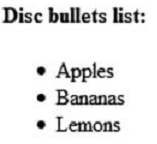 Disc bullets list:
• Apples
• Bananas
• Lemons